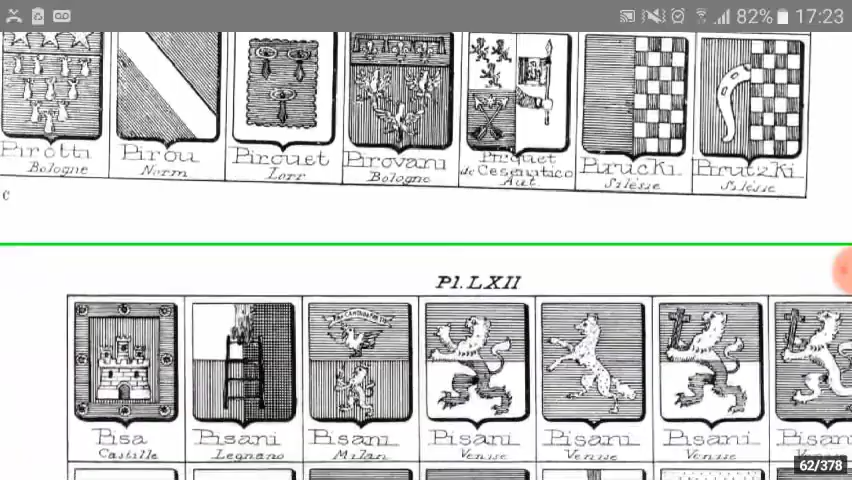 82% 17:23
Pirotti
Bologne
Pirou
Norm
Pirouet
Lorr
Pirovani
Bologne
Pirquet
de Cesenatico
Aut.
Pirucki
Silésie
Pirutzki
Silésie
C
Pl. LXII
Pisa
Castille
Pisani
Legnano
Pisani
Milan
Pisani
Venise
Pisani
Venise
Pisani
Venise
62/378